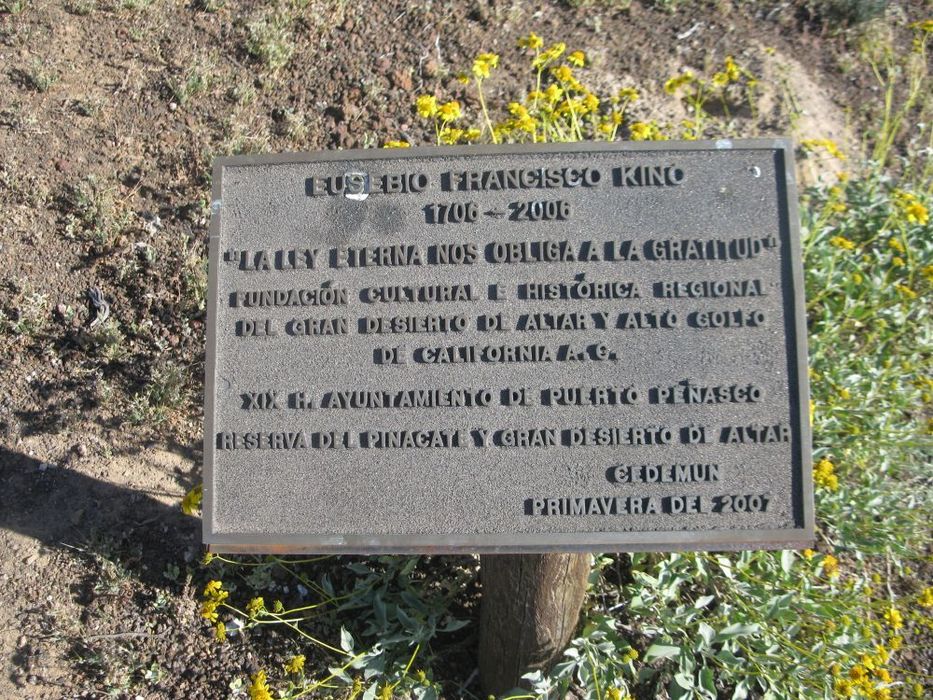 EUSEBIO FRANCISCO KINO
1706 - 2006
"LA LEY ETERNA NOS OBLIGA A LA GRATITUD"
FUNDACIÓN CULTURAL E HISTÓRICA REGIONAL
DEL GRAN DESIERTO DE ALTAR Y ALTO GOLFO
DE CALIFORNIA A. C.
XIX H. AYUNTAMIENTO DE PUERTO PEÑASCO
RESERVA DEL PINACATE Y GRAN DESIERTO DE ALTAR
CEDEMUN
PRIMAVERA DEL 2007